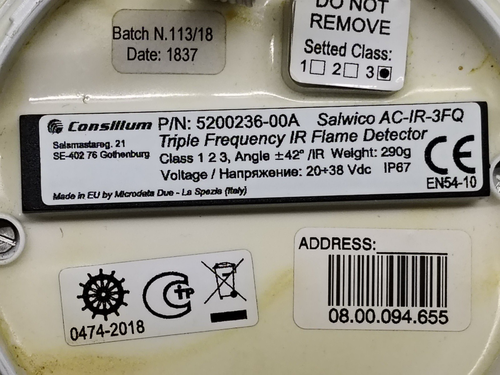 Batch N.113/18
Date: 1837
DO NOT
REMOVE
Setted Class:
1 2 3
Consilium P/N: 5200236-00A Salwico AC-IR-3FQ
Salsmastareg. 21
SE-402 76 Gothenburg
Triple Frequency IR Flame Detector
Class 1 2 3, Angle ±42°/IR Weight: 290g
Voltage / Напряжение: 20÷38 Vdc IP67
Made in EU by Microdata Due - La Spezia (Italy)
CE
EN54-10
0474-2018
ADDRESS:
08.00.094.655